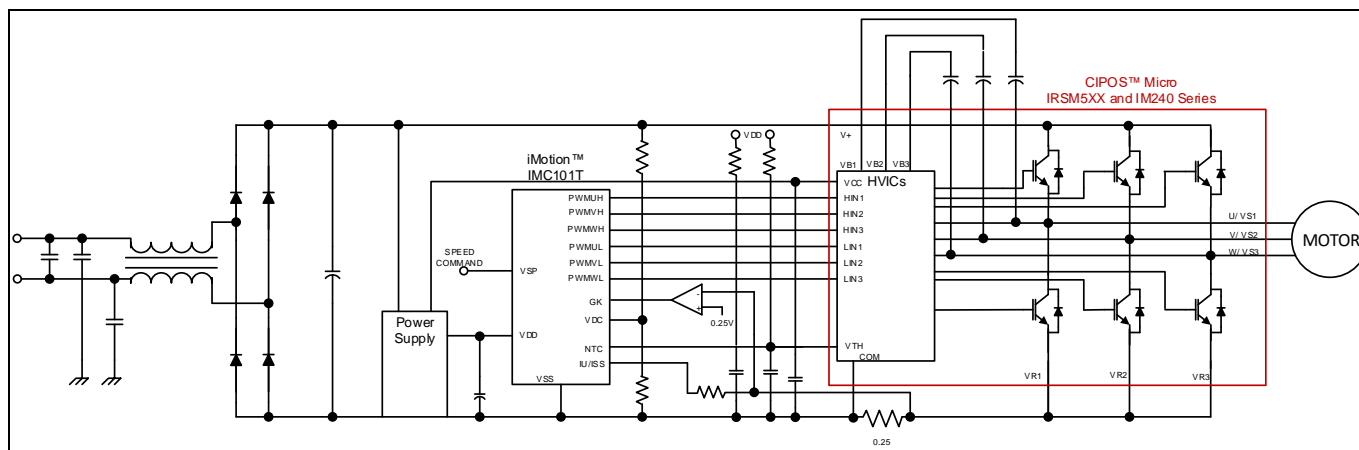 CIPOS™ Micro
IRSM5XX and IM240 Series
iMotion™
IMC101T
VDD
V+
VB1
VB2
VB3
HVICs
VCC
PWMUH
HIN1
PWMVH
HIN2
PWMWH
HIN3
PWMUL
LIN1
PWMVL
LIN2
PWMWL
LIN3
U/VS1
V/VS2
W/VS3
MOTOR
SPEED
COMMAND
VSP
GK
-
+
0.25V
Power
Supply
VDD
VDC
NTC
VTH
COM
IU/ISS
VSS
VR1
VR2
VR3
0.25